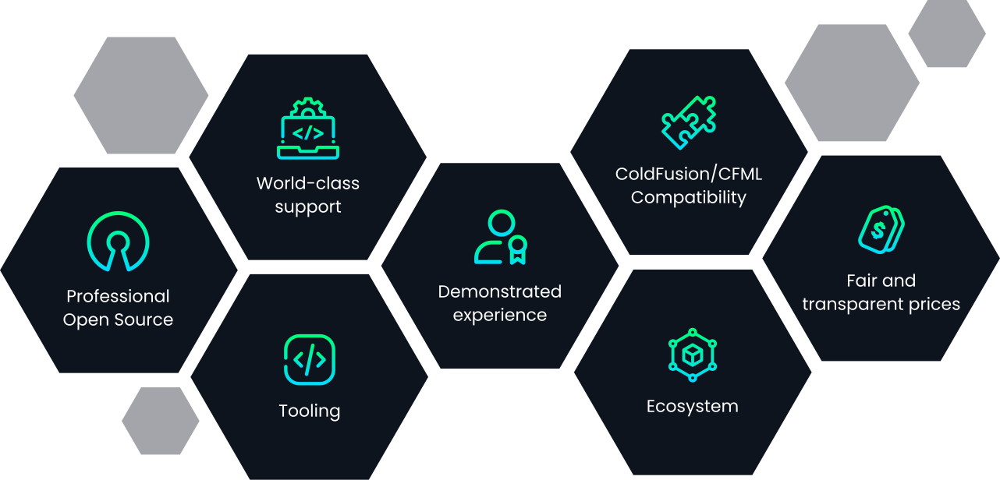 World-class
support
ColdFusion/CFML
Compatibility
Professional
Open Source
Demonstrated
experience
Fair and
transparent prices
Tooling
Ecosystem